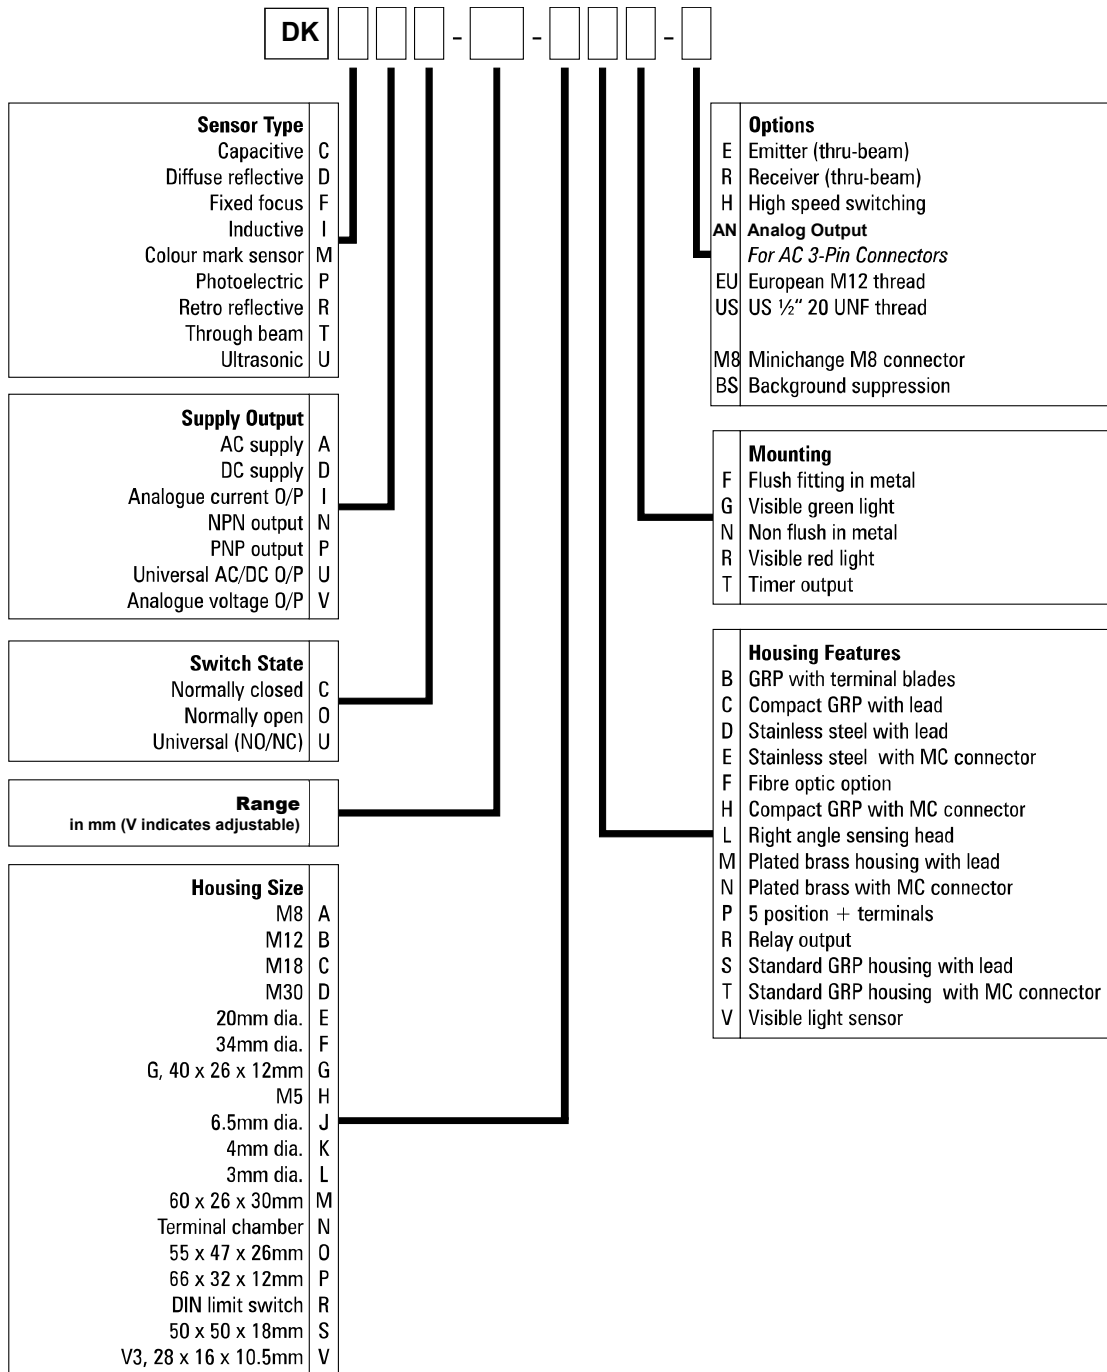 DK - - -
Sensor Type
Capacitive C
Diffuse reflective D
Fixed focus F
Inductive I
Colour mark sensor M
Photoelectric P
Retro reflective R
Through beam T
Ultrasonic U
Supply Output
AC supply A
DC supply D
Analogue current O/P I
NPN output N
PNP output P
Universal AC/DC O/P U
Analogue voltage O/P V
Switch State
Normally closed C
Normally open O
Universal (NO/NC) U
Range
in mm (V indicates adjustable)
Housing Size
M8 A
M12 B
M18 C
M30 D
20mm dia. E
34mm dia. F
G, 40 x 26 x 12mm G
M5 H
6.5mm dia. J
4mm dia. K
3mm dia. L
60 x 26 x 30mm M
Terminal chamber N
55 x 47 x 26mm O
66 x 32 x 12mm P
DIN limit switch R
50 x 50 x 18mm S
V3, 28 x 16 x 10.5mm V
Options
E Emitter (thru-beam)
R Receiver (thru-beam)
H High speed switching
AN Analog Output
For AC 3-Pin Connectors
EU European M12 thread
US US ½“ 20 UNF thread
M8 Minichange M8 connector
BS Background suppression
Mounting
F Flush fitting in metal
G Visible green light
N Non flush in metal
R Visible red light
T Timer output
Housing Features
B GRP with terminal blades
C Compact GRP with lead
D Stainless steel with lead
E Stainless steel with MC connector
F Fibre optic option
H Compact GRP with MC connector
L Right angle sensing head
M Plated brass housing with lead
N Plated brass with MC connector
P 5 position + terminals
R Relay output
S Standard GRP housing with lead
T Standard GRP housing with MC connector
V Visible light sensor